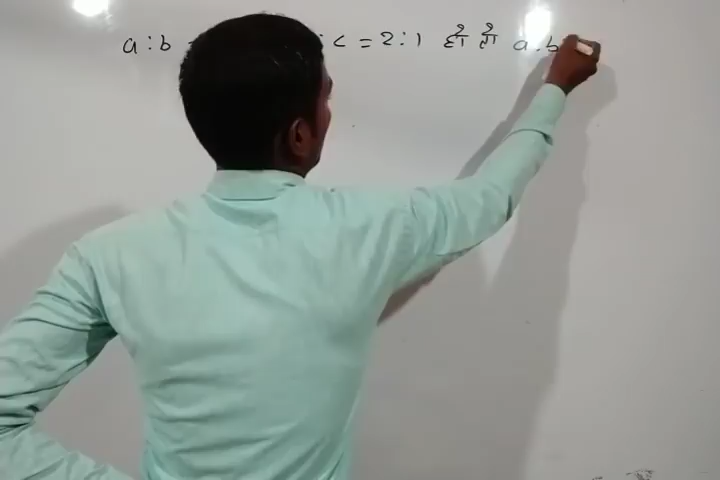 a : b : c = 2 : 1 हो तो a : b